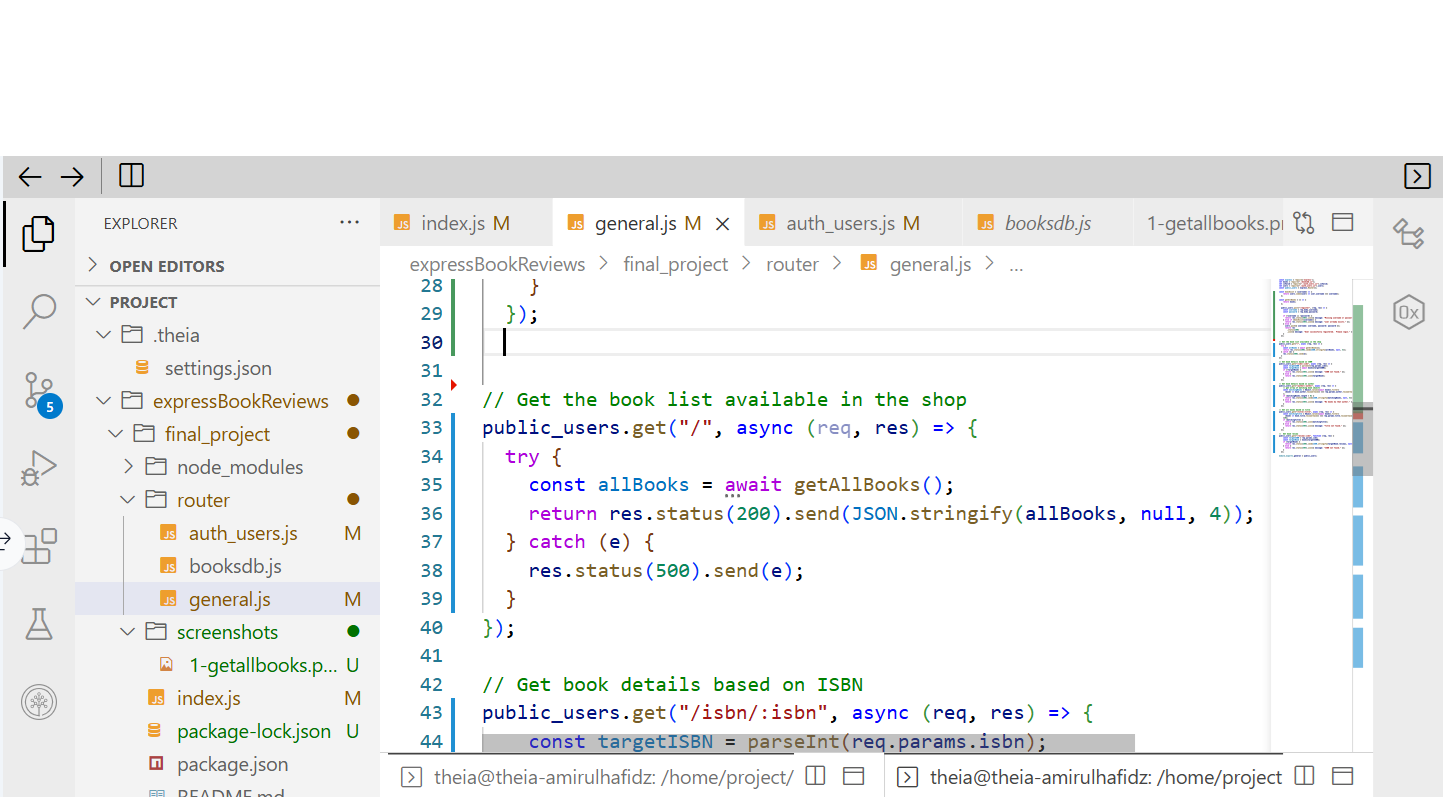 EXPLORER
OPEN EDITORS
PROJECT
.theia
settings.json
expressBookReviews
final_project
node_modules
router
auth_users.js M
booksdb.js
general.js M
screenshots
1-getallbooks.p... U
index.js M
package-lock.json U
package.json
README.md
5
index.js M
general.js M
auth_users.js M
booksdb.js
1-getallbooks.pr
expressBookReviews > final_project > router > general.js > ...
28 }
29 });
30
31
32 // Get the book list available in the shop
33 public_users.get("/", async (req, res) => {
34 try {
35 const allBooks = await getAllBooks();
36 return res.status(200).send(JSON.stringify(allBooks, null, 4));
37 } catch (e) {
38 res.status(500).send(e);
39 }
40 });
41
42 // Get book details based on ISBN
43 public_users.get("/isbn/:isbn", async (req, res) => {
44 const targetISBN = parseInt(req.params.isbn);
theia@theia-amirulhafidz: /home/project/
theia@theia-amirulhafidz: /home/project
0x